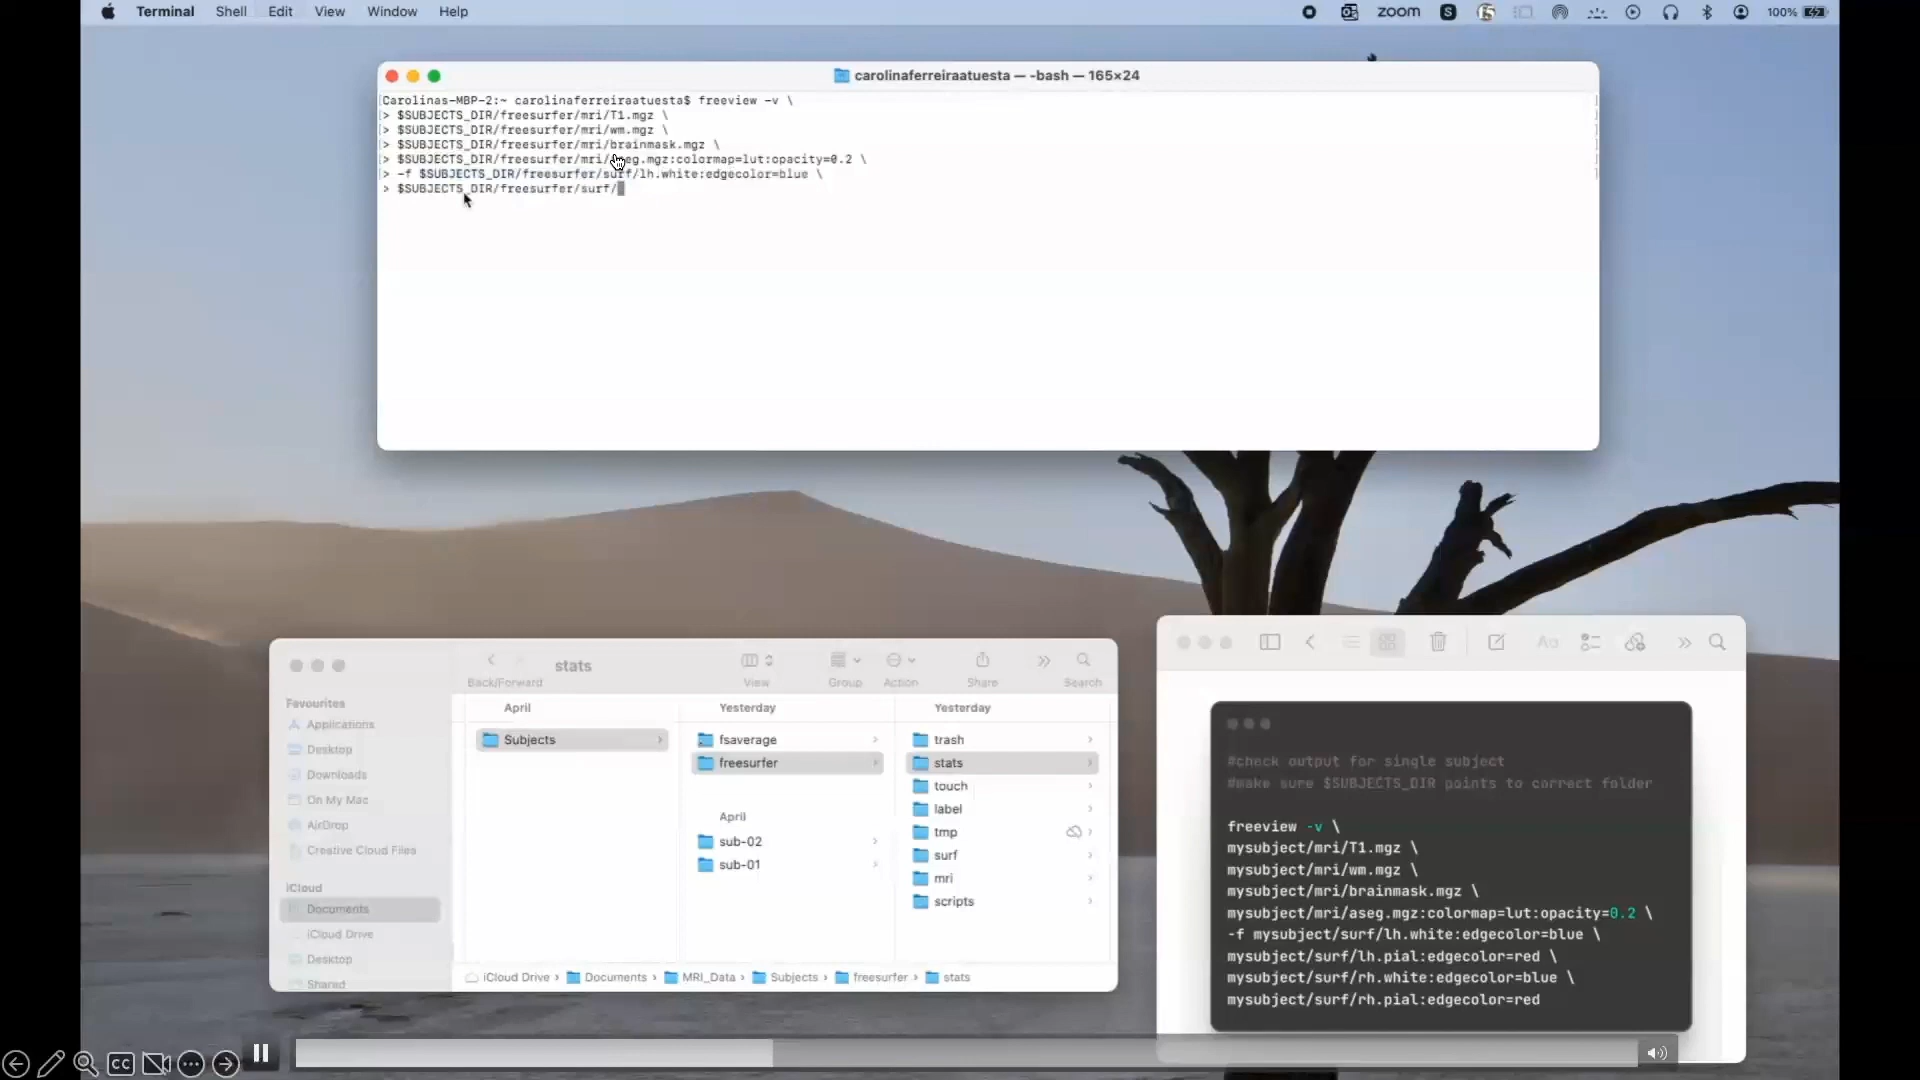 Terminal Shell Edit View Window Help zoom S 100%
carolinaferreiraatuesta — -bash — 165×24
[Carolinas-MBP-2:~ carolinaferreiraatuesta$ freeview -v \ ]
[> $SUBJECTS_DIR/freesurfer/mri/T1.mgz \ ]
[> $SUBJECTS_DIR/freesurfer/mri/wm.mgz \ ]
[> $SUBJECTS_DIR/freesurfer/mri/brainmask.mgz \ ]
[> $SUBJECTS_DIR/freesurfer/mri/aseg.mgz:colormap=lut:opacity=0.2 \ ]
[> -f $SUBJECTS_DIR/freesurfer/surf/lh.white:edgecolor=blue \ ]
> $SUBJECTS_DIR/freesurfer/surf/
stats
Back/Forward View Group Action Share Search
Favourites
Applications
Desktop
Downloads
On My Mac
AirDrop
Creative Cloud Files
iCloud
Documents
iCloud Drive
Desktop
Shared
April
Subjects
Yesterday
fsaverage
freesurfer
April
sub-02
sub-01
Yesterday
trash
stats
touch
label
tmp
surf
mri
scripts
iCloud Drive › Documents › MRI_Data › Subjects › freesurfer › stats
Aa
#check output for single subject
#make sure $SUBJECTS_DIR points to correct folder
freeview -v \
mysubject/mri/T1.mgz \
mysubject/mri/wm.mgz \
mysubject/mri/brainmask.mgz \
mysubject/mri/aseg.mgz:colormap=lut:opacity=0.2 \
-f mysubject/surf/lh.white:edgecolor=blue \
mysubject/surf/lh.pial:edgecolor=red \
mysubject/surf/rh.white:edgecolor=blue \
mysubject/surf/rh.pial:edgecolor=red
CC